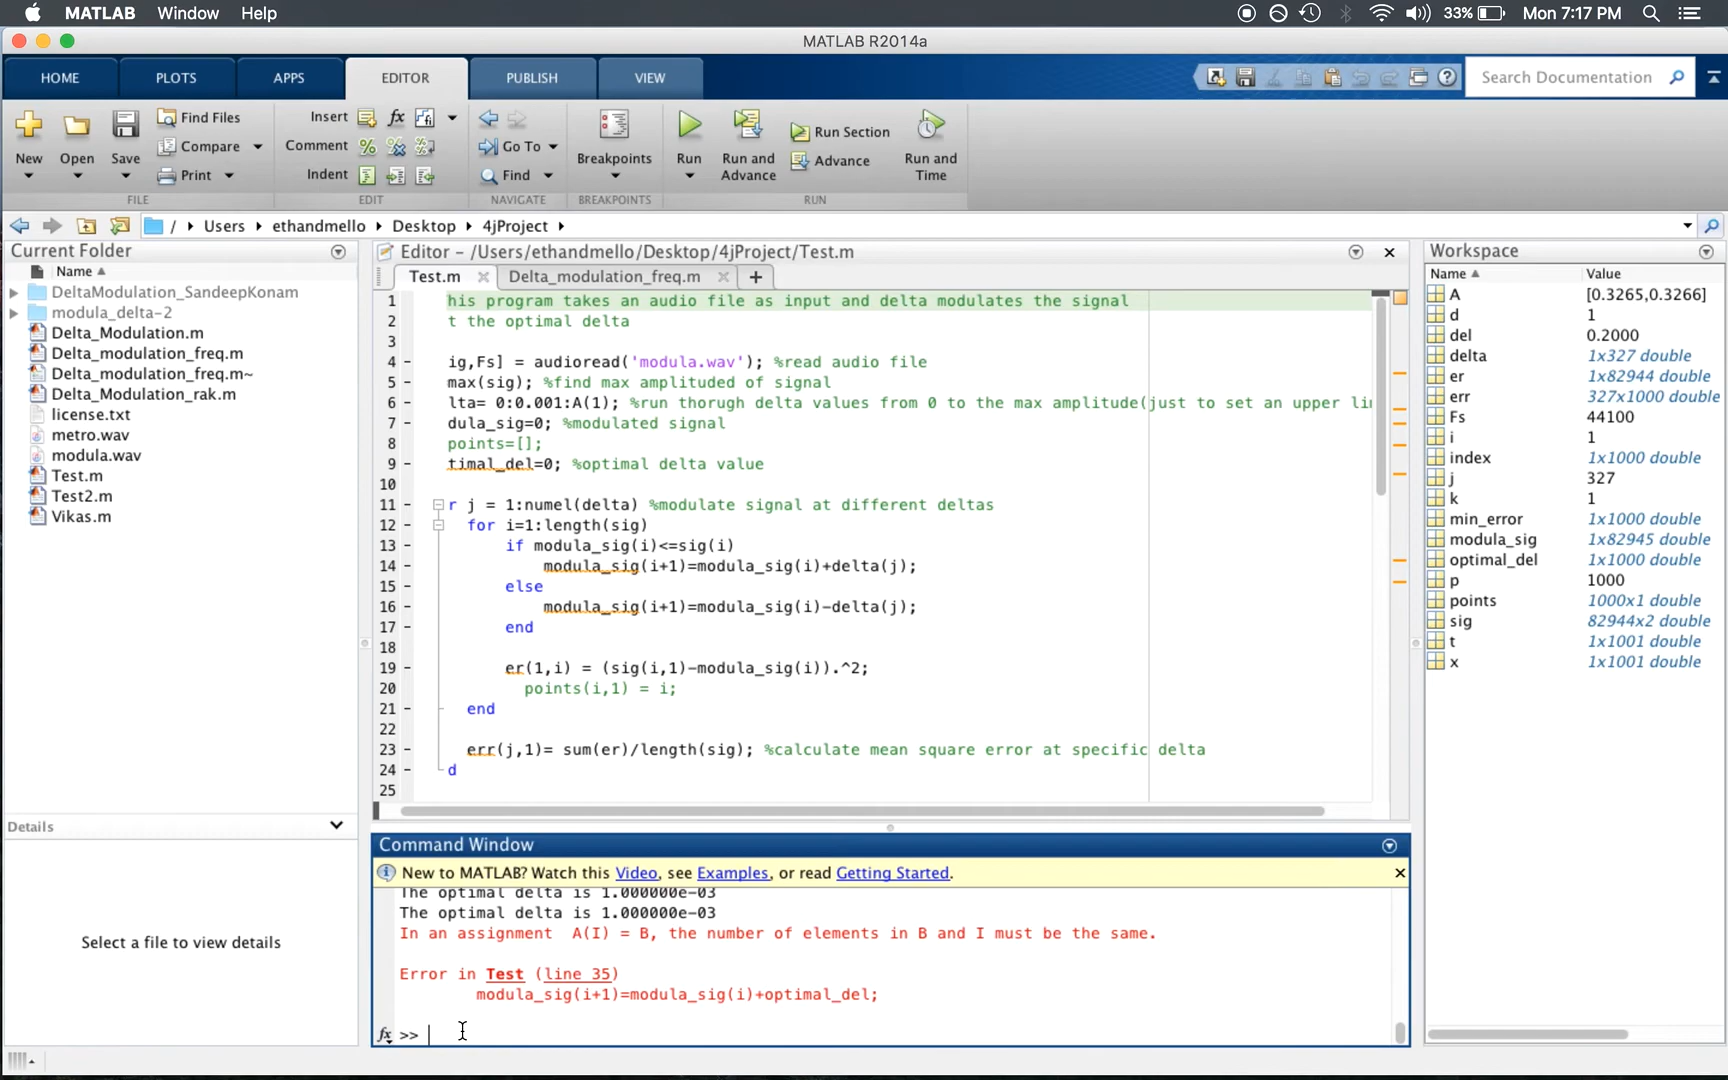 MATLAB Window Help 33% Mon 7:17 PM
MATLAB R2014a
HOME PLOTS APPS EDITOR PUBLISH VIEW Search Documentation
New Open Save Find Files Compare Print
FILE
Insert fx Comment Indent
EDIT
Go To Find
NAVIGATE
Breakpoints
BREAKPOINTS
Run Run and Advance Run Section Advance Run and Time
RUN
/ Users ethandmello Desktop 4jProject
Current Folder
Name
DeltaModulation_SandeepKonam
modula_delta-2
Delta_Modulation.m
Delta_modulation_freq.m
Delta_modulation_freq.m~
Delta_Modulation_rak.m
license.txt
metro.wav
modula.wav
Test.m
Test2.m
Vikas.m
Details
Select a file to view details
Editor - /Users/ethandmello/Desktop/4jProject/Test.m
Test.m Delta_modulation_freq.m
1 his program takes an audio file as input and delta modulates the signal
2 t the optimal delta
3
4 - ig,Fs] = audioread('modula.wav'); %read audio file
5 - max(sig); %find max amplituded of signal
6 - lta= 0:0.001:A(1); %run thorugh delta values from 0 to the max amplitude(just to set an upper li
7 - dula_sig=0; %modulated signal
8 - points=[];
9 - timal_del=0; %optimal delta value
10
11 - r j = 1:numel(delta) %modulate signal at different deltas
12 - for i=1:length(sig)
13 - if modula_sig(i)<=sig(i)
14 - modula_sig(i+1)=modula_sig(i)+delta(j);
15 - else
16 - modula_sig(i+1)=modula_sig(i)-delta(j);
17 - end
18
19 - er(1,i) = (sig(i,1)-modula_sig(i)).^2;
20 points(i,1) = i;
21 - end
22
23 - err(j,1)= sum(er)/length(sig); %calculate mean square error at specific delta
24 - d
25
Command Window
New to MATLAB? Watch this Video, see Examples, or read Getting Started.
The optimal delta is 1.000000e-03
The optimal delta is 1.000000e-03
In an assignment A(I) = B, the number of elements in B and I must be the same.
Error in Test (line 35)
modula_sig(i+1)=modula_sig(i)+optimal_del;
fx >>
Workspace
Name Value
A [0.3265,0.3266]
d 1
del 0.2000
delta 1x327 double
er 1x82944 double
err 327x1000 double
Fs 44100
i 1
index 1x1000 double
j 327
k 1
min_error 1x1000 double
modula_sig 1x82945 double
optimal_del 1x1000 double
p 1000
points 1000x1 double
sig 82944x2 double
t 1x1001 double
x 1x1001 double